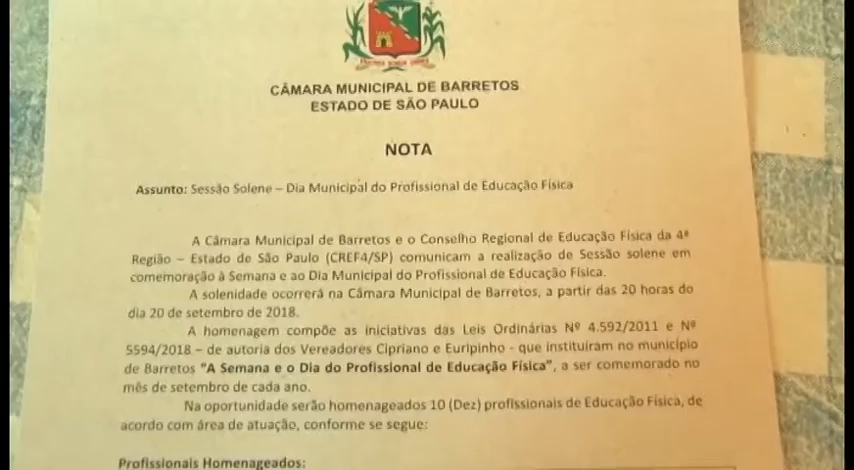 CÂMARA MUNICIPAL DE BARRETOS
ESTADO DE SÃO PAULO
NOTA
Assunto: Sessão Solene – Dia Municipal do Profissional de Educação Física
A Câmara Municipal de Barretos e o Conselho Regional de Educação Física da 4ª
Região – Estado de São Paulo (CREF4/SP) comunicam a realização de Sessão solene em
comemoração à Semana e ao Dia Municipal do Profissional de Educação Física.
A solenidade ocorrerá na Câmara Municipal de Barretos, a partir das 20 horas do
dia 20 de setembro de 2018.
A homenagem compõe as iniciativas das Leis Ordinárias Nº 4.592/2011 e Nº
5594/2018 – de autoria dos Vereadores Cipriano e Euripinho - que instituíram no município
de Barretos "A Semana e o Dia do Profissional de Educação Física", a ser comemorado no
mês de setembro de cada ano.
Na oportunidade serão homenageados 10 (Dez) profissionais de Educação Física, de
acordo com área de atuação, conforme se segue:
Profissionais Homenageados: